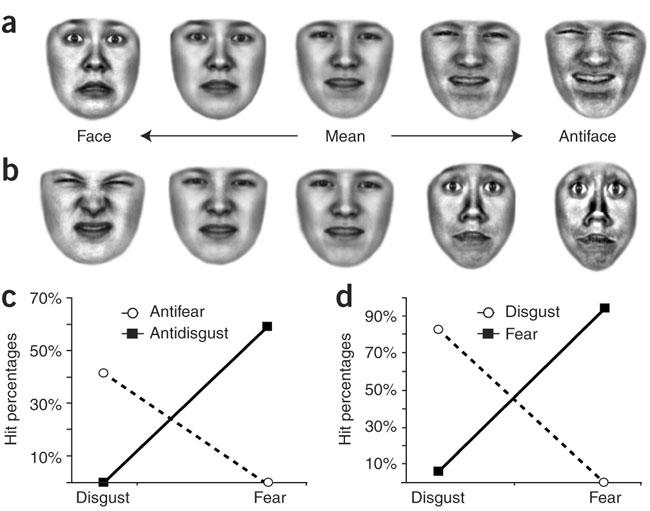 a
Face Mean Antiface
b
c
70%
50%
30%
10%
Hit percentages
Antifear
Antidisgust
Disgust Fear
d
90%
70%
50%
30%
10%
Hit percentages
Disgust
Fear
Disgust Fear